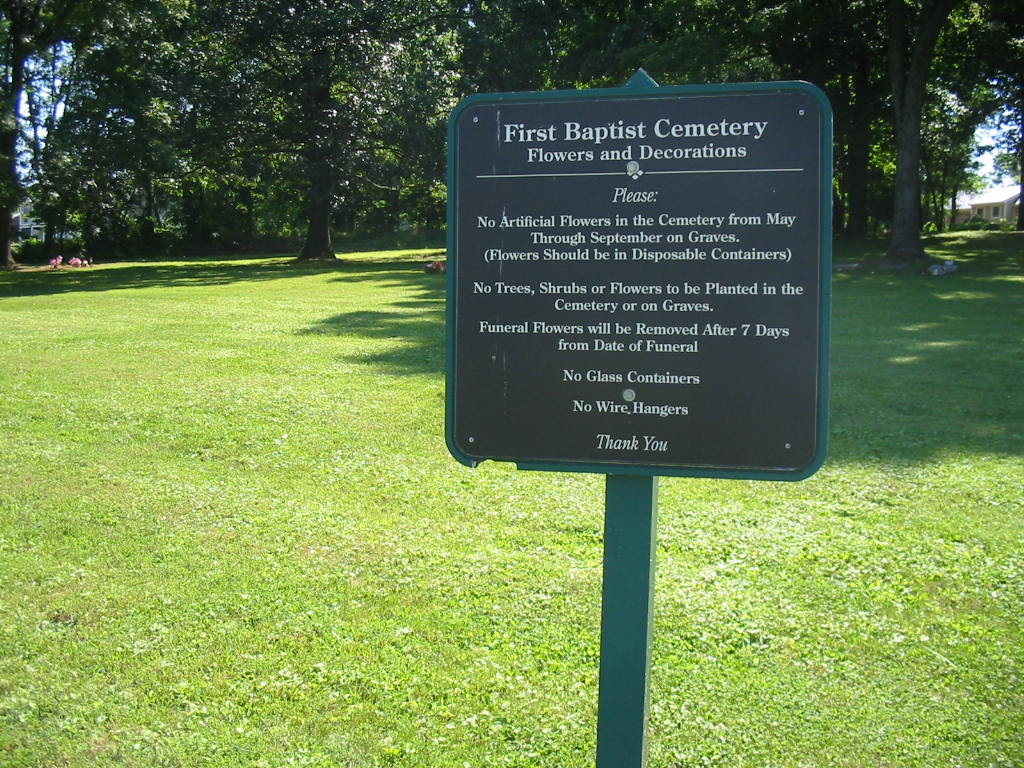 First Baptist Cemetery
Flowers and Decorations
Please:
No Artificial Flowers in the Cemetery from May
Through September on Graves.
(Flowers Should be in Disposable Containers)
No Trees, Shrubs or Flowers to be Planted in the
Cemetery or on Graves.
Funeral Flowers will be Removed After 7 Days
from Date of Funeral
No Glass Containers
No Wire Hangers
Thank You